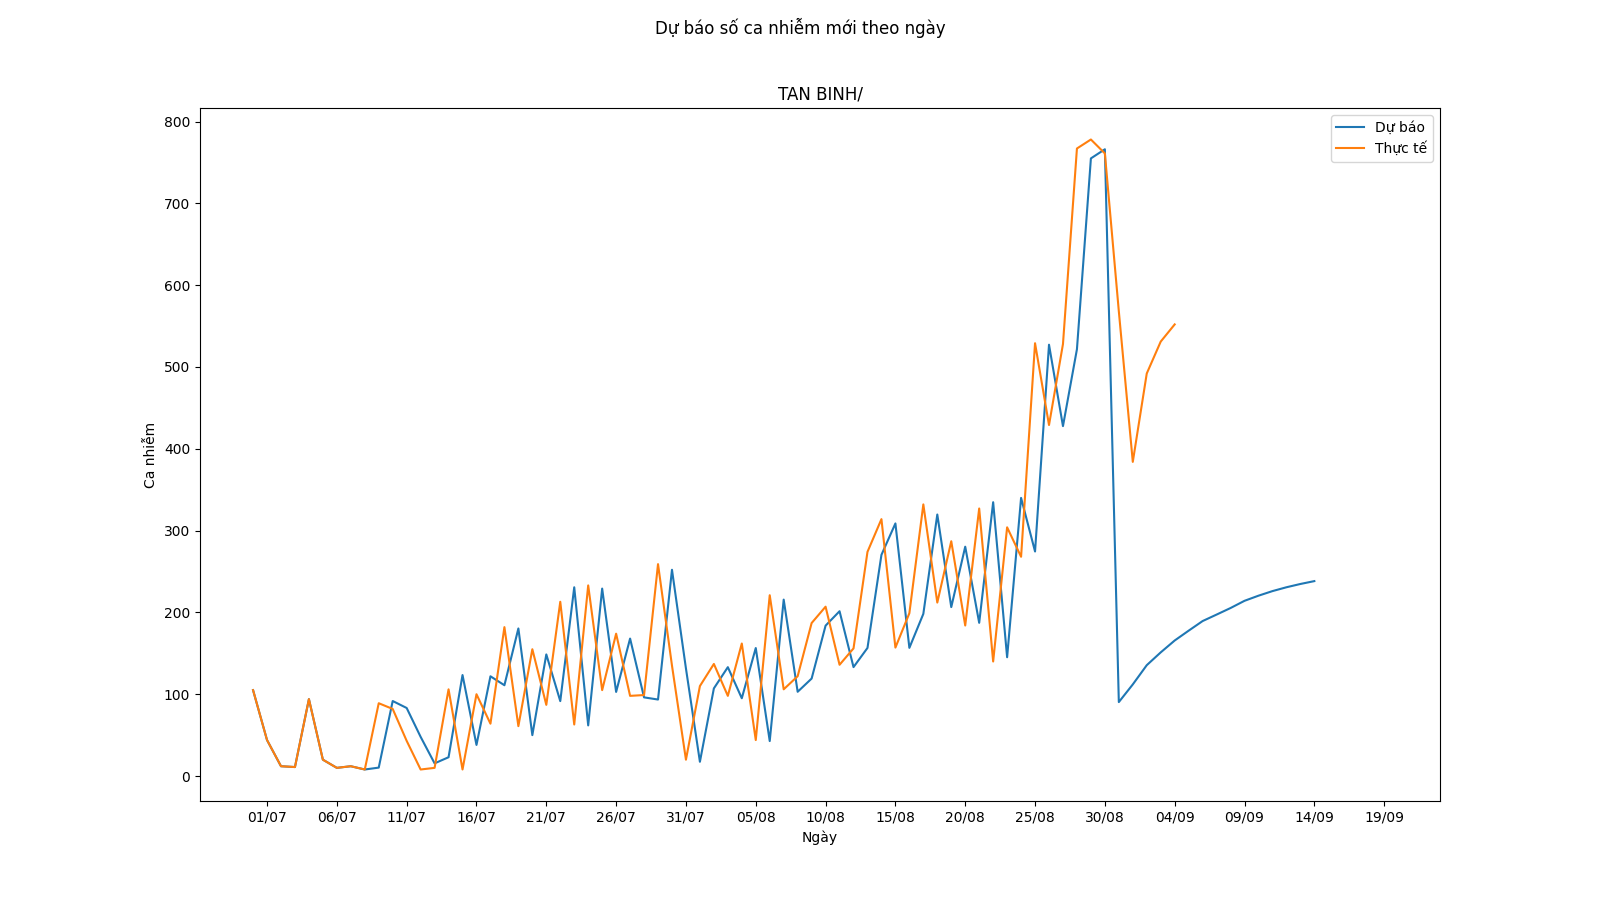 Dự báo số ca nhiễm mới theo ngày
TAN BINH/
Dự báo
Thực tế
800
700
600
500
400
300
200
100
0
Ca nhiễm
01/07 06/07 11/07 16/07 21/07 26/07 31/07 05/08 10/08 15/08 20/08 25/08 30/08 04/09 09/09 14/09 19/09
Ngày